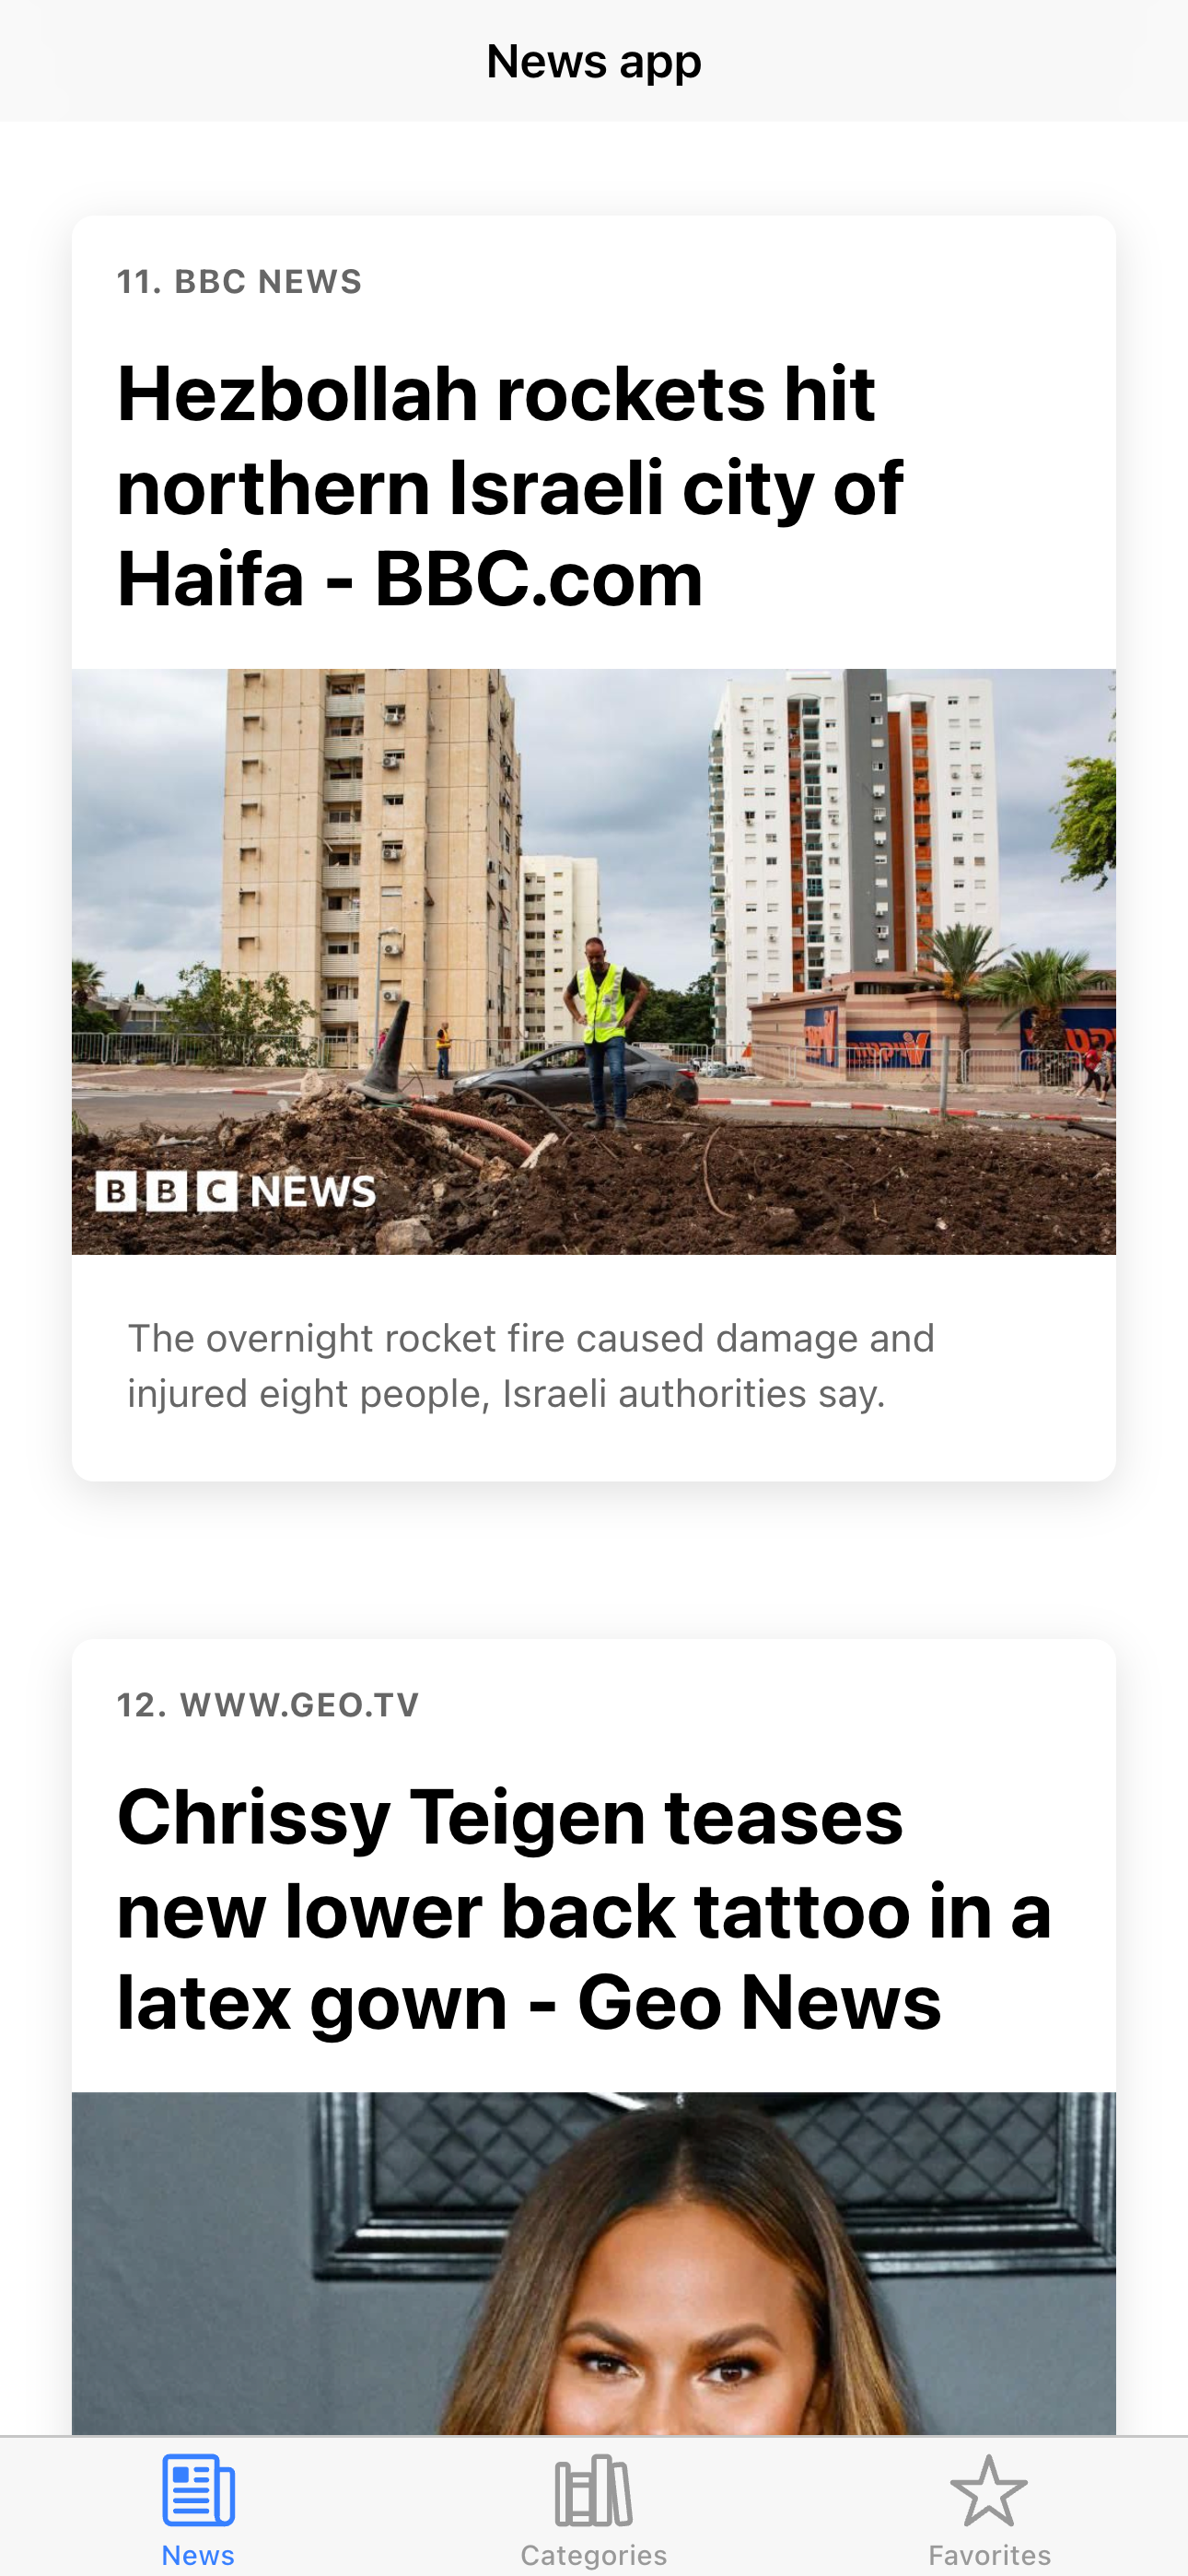 News app
11. BBC NEWS
Hezbollah rockets hit
northern Israeli city of
Haifa - BBC.com
BBC NEWS
The overnight rocket fire caused damage and
injured eight people, Israeli authorities say.
12. WWW.GEO.TV
Chrissy Teigen teases
new lower back tattoo in a
latex gown - Geo News
News
Categories
Favorites